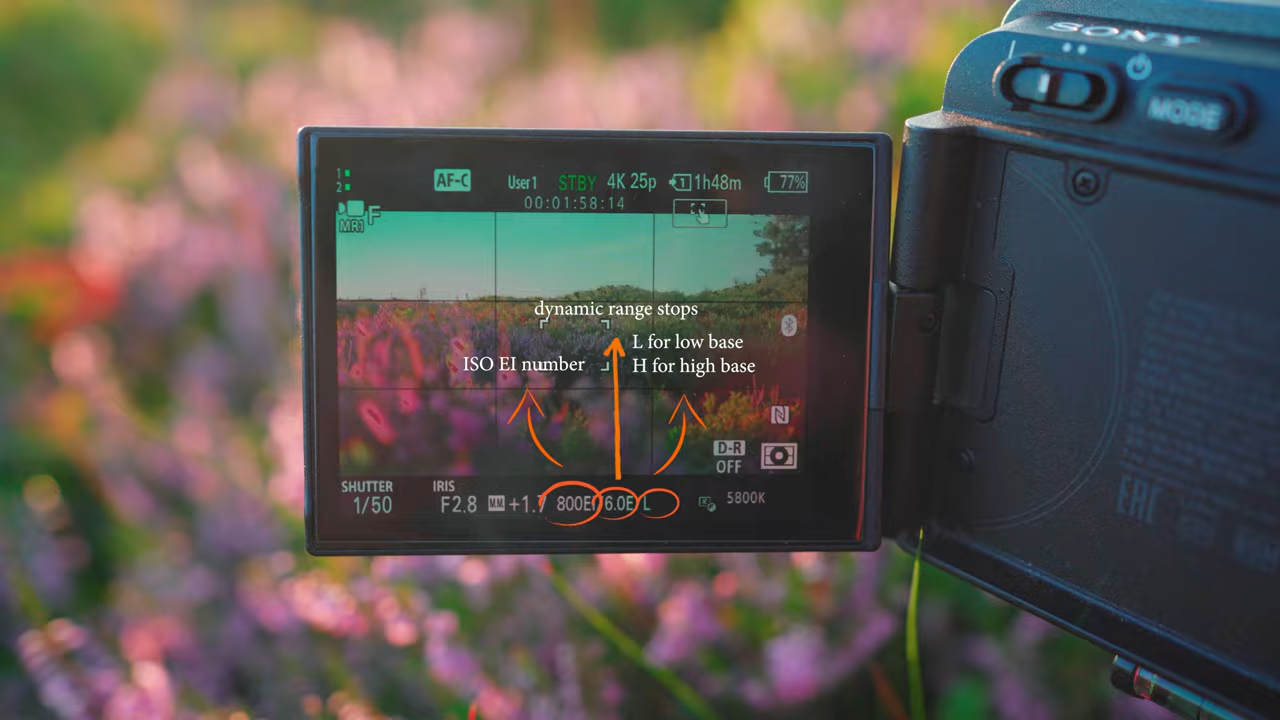 SONY
MODE
1
2
AF-C
User1
STBY
4K 25p
1
1h48m
77%
00:01:58:14
MR1
F
dynamic range stops
L for low base
H for high base
ISO EI number
N
D-R
OFF
SHUTTER
1/50
IRIS
F2.8
M.M.
+1.7
800EI/6.0E/L
5800K
EAC